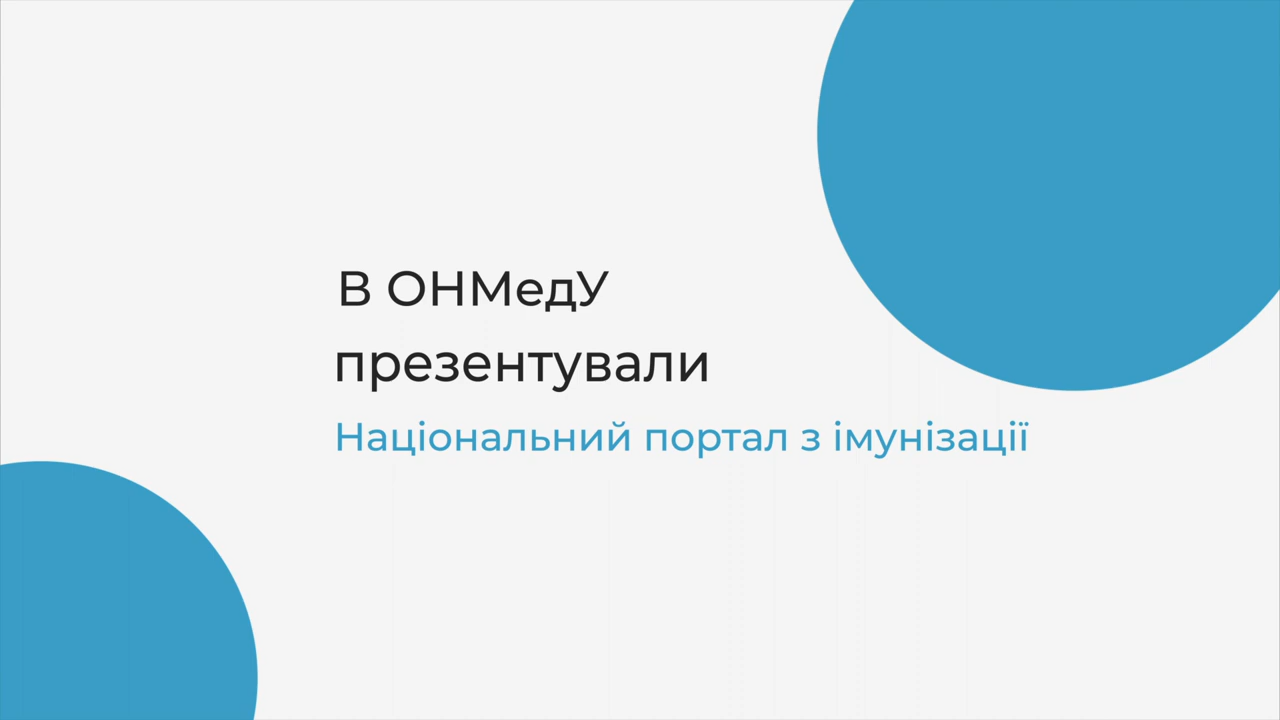 В ОНМедУ
презентували
Національний портал з імунізації